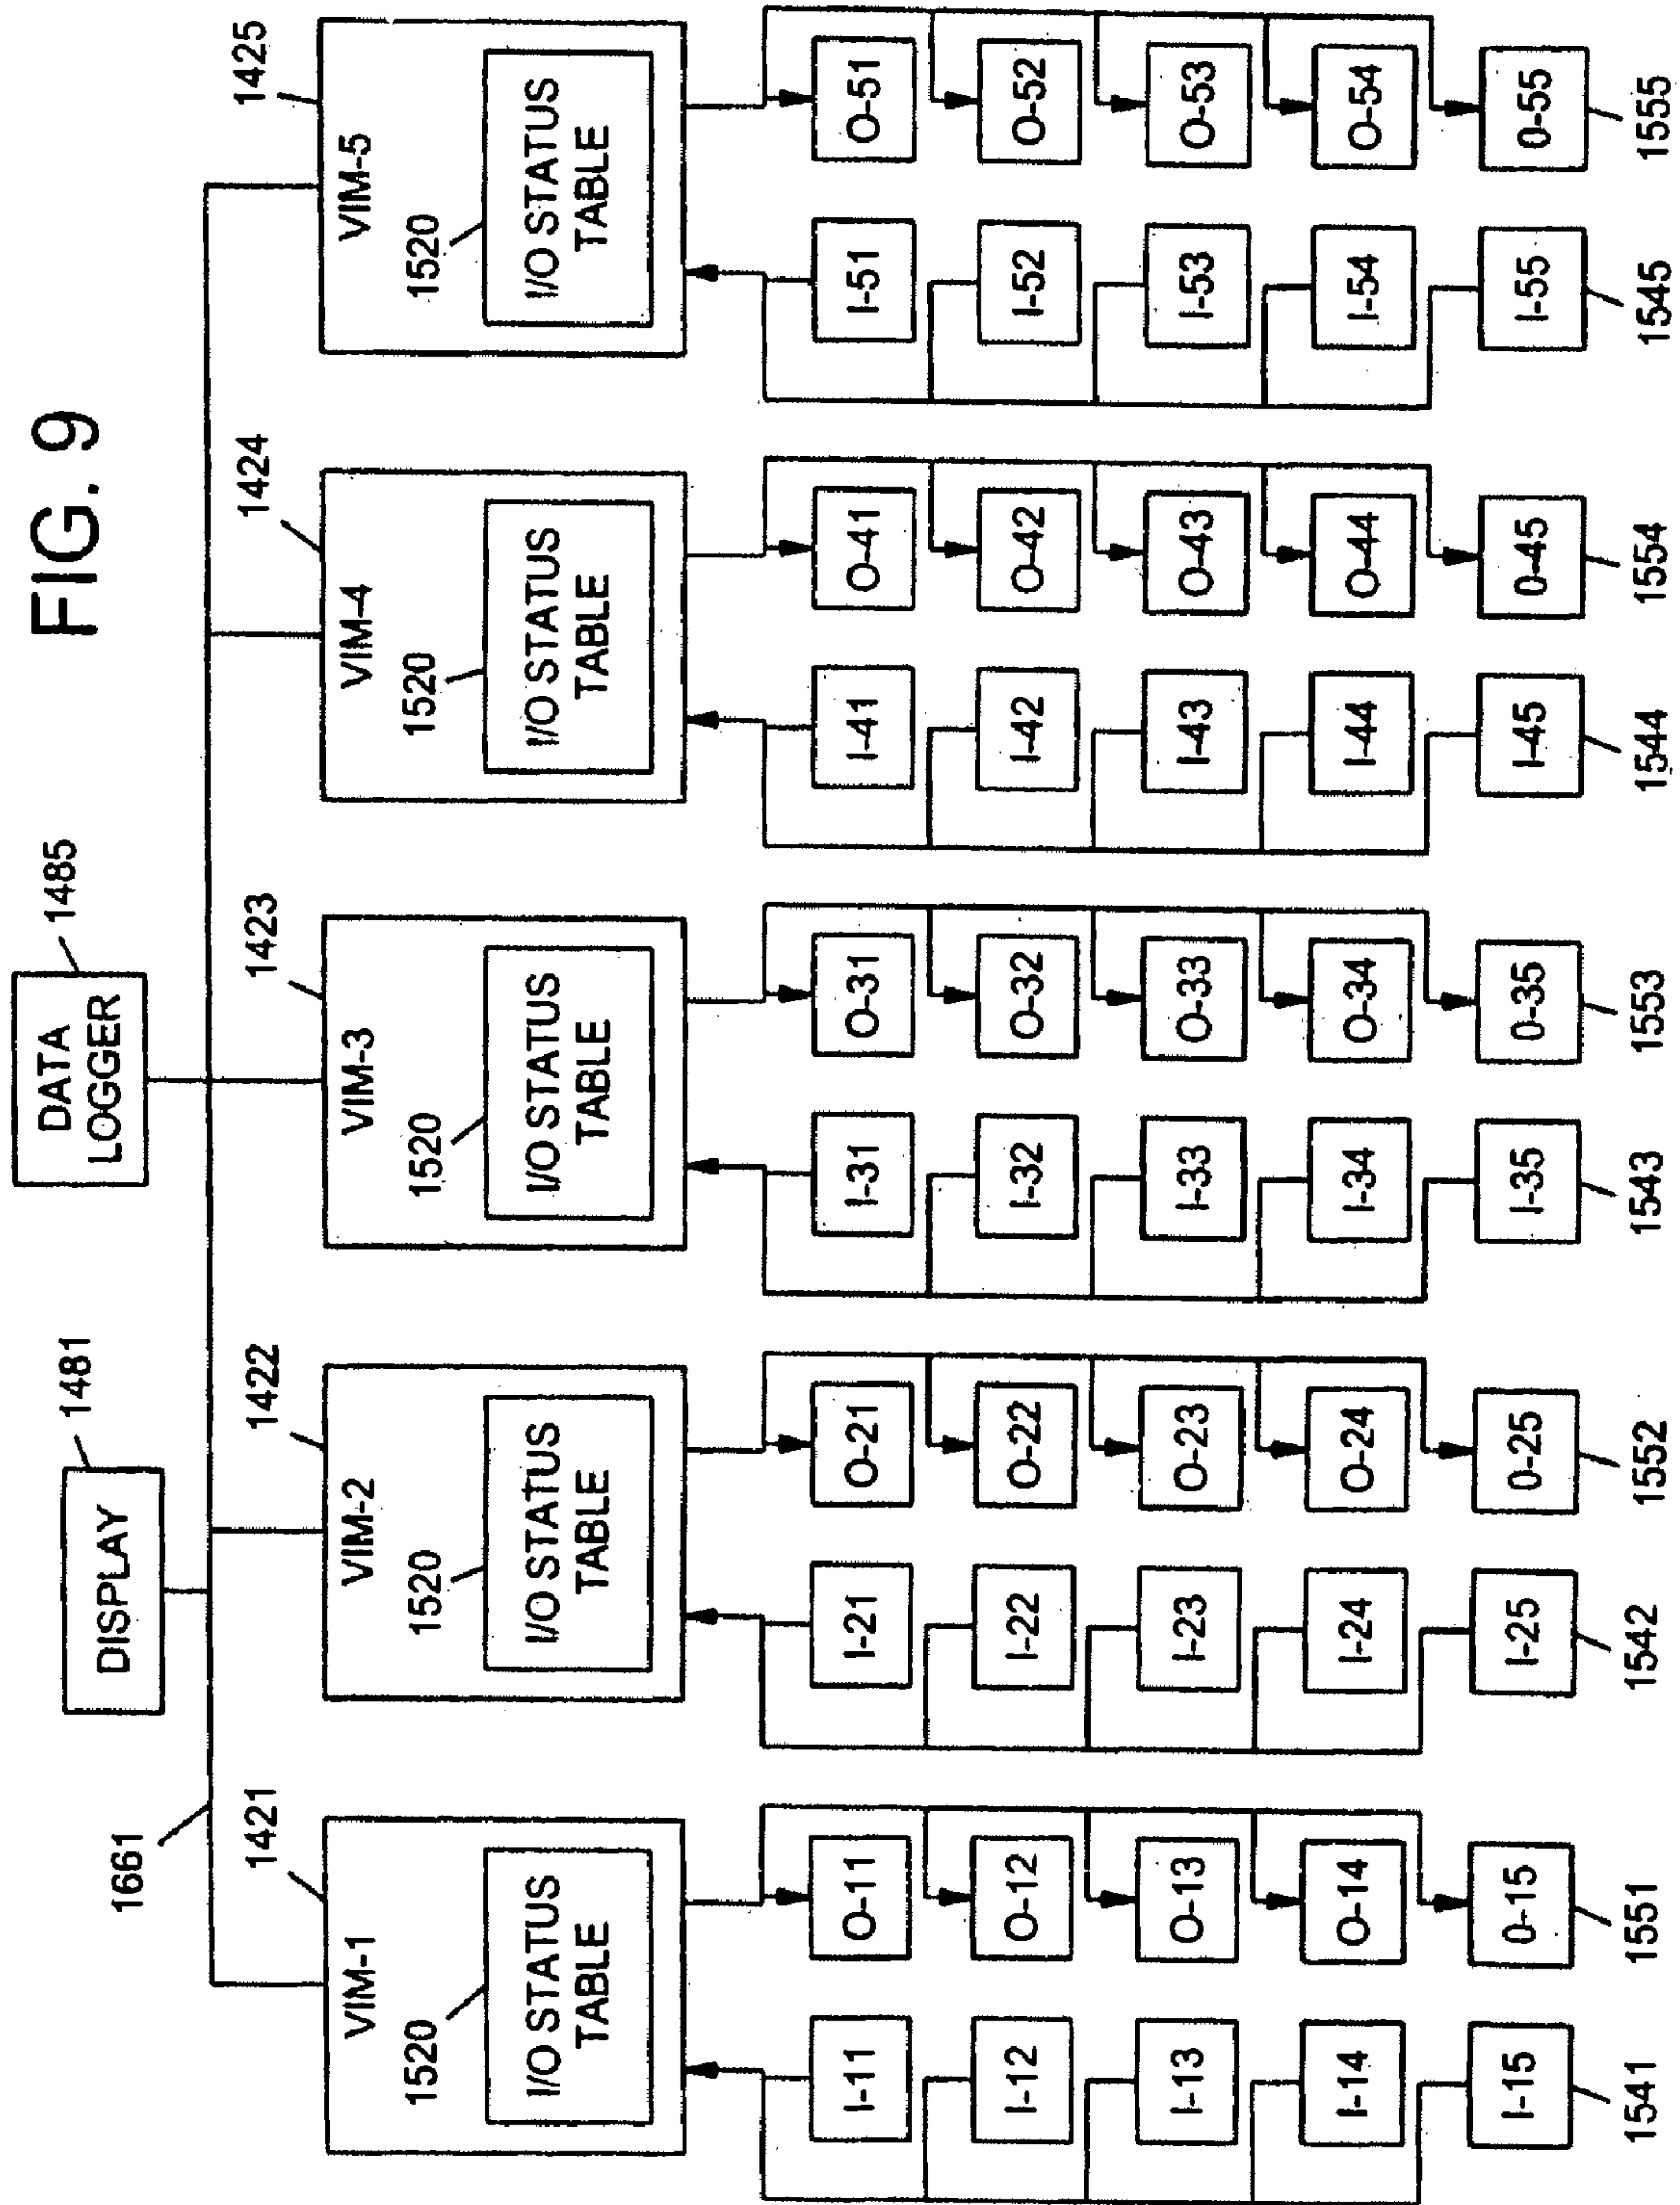 FIG. 9
DISPLAY
1481
DATA
LOGGER
1485
1661
1421
VIM-1
1520
I/O STATUS
TABLE
1422
VIM-2
1520
I/O STATUS
TABLE
1423
VIM-3
1520
I/O STATUS
TABLE
1424
VIM-4
1520
I/O STATUS
TABLE
1425
VIM-5
1520
I/O STATUS
TABLE
I-11
O-11
I-21
O-21
I-31
O-31
I-41
O-41
I-51
O-51
I-12
O-12
I-22
O-22
I-32
O-32
I-42
O-42
I-52
O-52
I-13
O-13
I-23
O-23
I-33
O-33
I-43
O-43
I-53
O-53
I-14
O-14
I-24
O-24
I-34
O-34
I-44
O-44
I-54
O-54
I-15
0-15
I-25
0-25
I-35
0-35
I-45
0-45
I-55
0-55
1541
1551
1542
1552
1543
1553
1544
1554
1545
1555